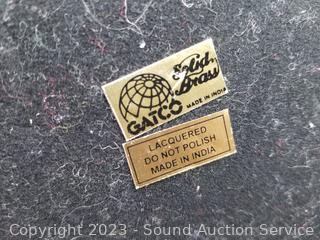 Solid
Brass
GATCO
MADE IN INDIA
LACQUERED
DO NOT POLISH
MADE IN INDIA
Copyright 2023 - Sound Auction Service